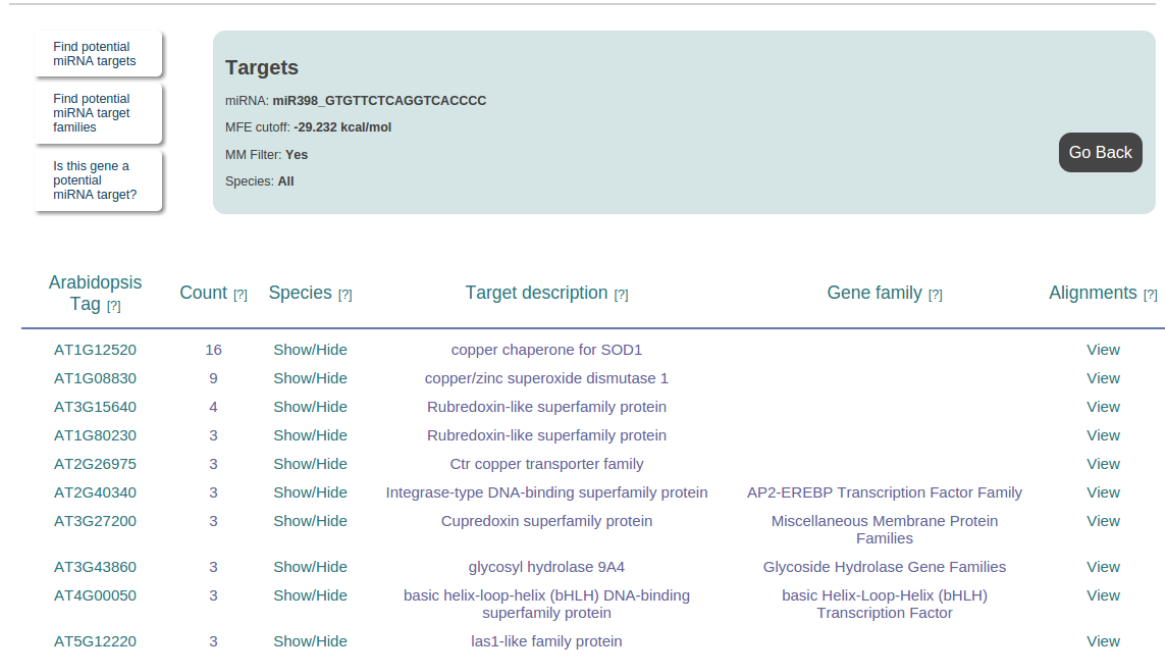 Find potential
miRNA targets
Find potential
miRNA target
families
Is this gene a
potential
miRNA target?
Targets
miRNA: miR398_GTGTTCTCAGGTCACCCC
MFE cutoff: -29.232 kcal/mol
MM Filter: Yes
Species: All
Go Back
Arabidopsis
Tag [?] Count [?] Species [?] Target description [?] Gene family [?] Alignments [?]
AT1G12520 16 Show/Hide copper chaperone for SOD1 View
AT1G08830 9 Show/Hide copper/zinc superoxide dismutase 1 View
AT3G15640 4 Show/Hide Rubredoxin-like superfamily protein View
AT1G80230 3 Show/Hide Rubredoxin-like superfamily protein View
AT2G26975 3 Show/Hide Ctr copper transporter family View
AT2G40340 3 Show/Hide Integrase-type DNA-binding superfamily protein AP2-EREBP Transcription Factor Family View
AT3G27200 3 Show/Hide Cupredoxin superfamily protein Miscellaneous Membrane Protein View
Families
AT3G43860 3 Show/Hide glycosyl hydrolase 9A4 Glycoside Hydrolase Gene Families View
AT4G00050 3 Show/Hide basic helix-loop-helix (bHLH) DNA-binding basic Helix-Loop-Helix (bHLH) View
superfamily protein Transcription Factor
AT5G12220 3 Show/Hide las1-like family protein View